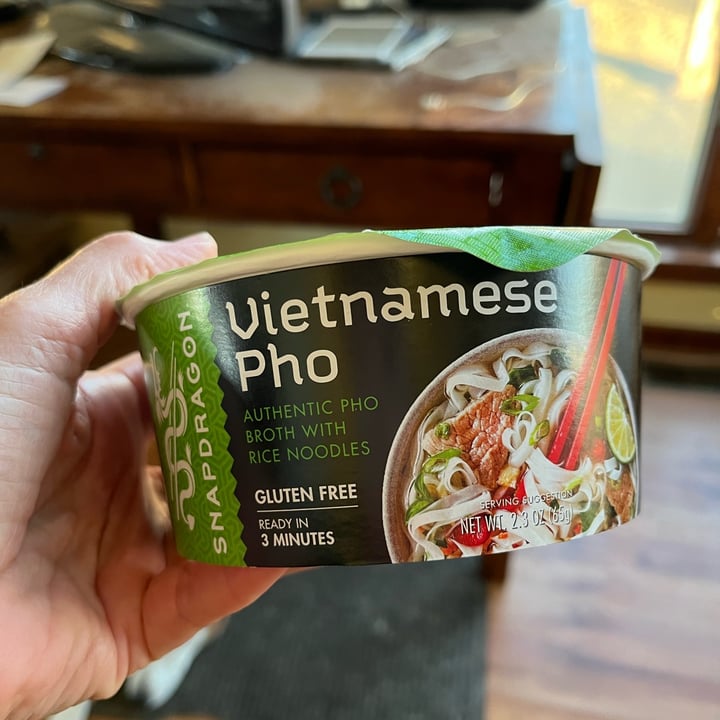 SNAPDRAGON
Vietnamese
Pho
AUTHENTIC PHO
BROTH WITH
RICE NOODLES
GLUTEN FREE
READY IN
3 MINUTES
SERVING SUGGESTION
NET WT. 2.3 OZ (65g)